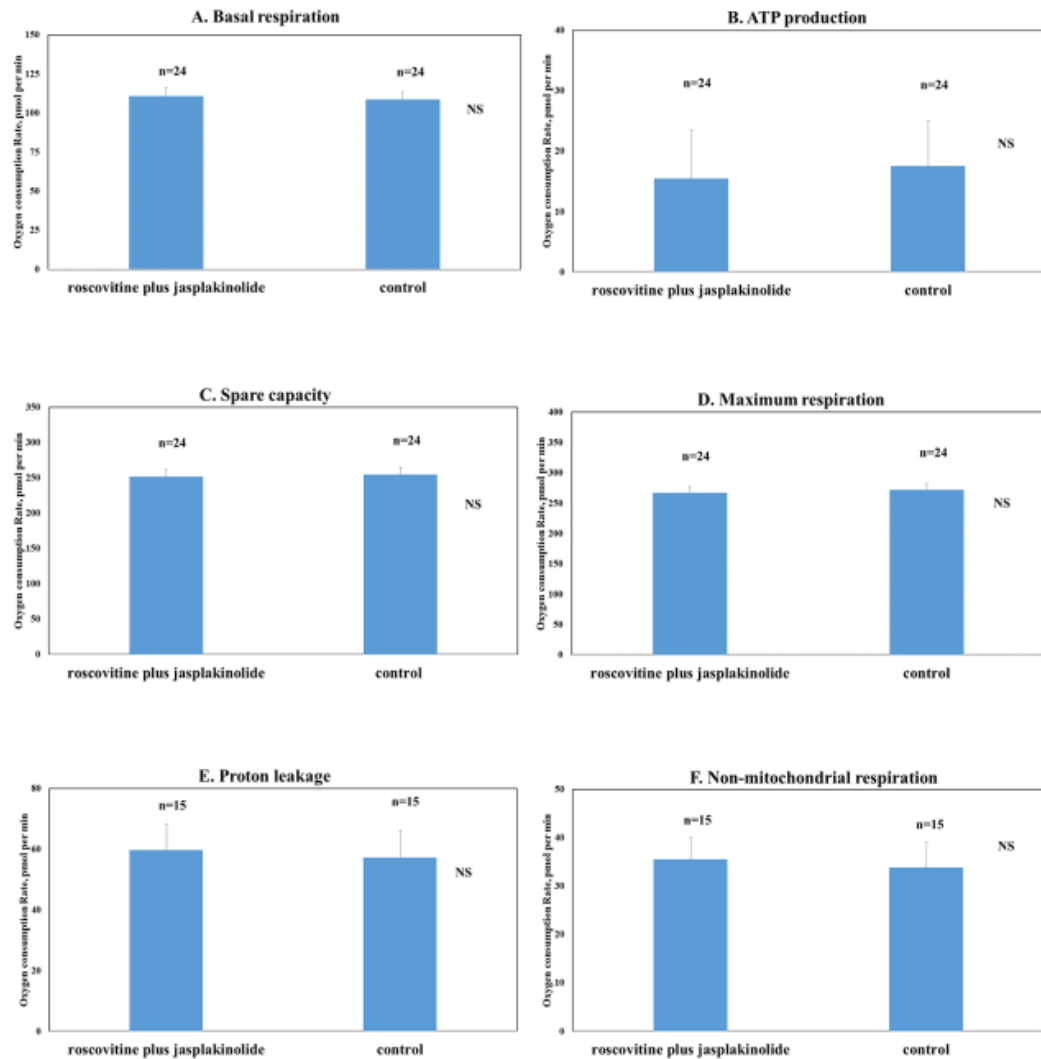 A. Basal respiration
Oxygen consumption Rate, pmol per min
150
125
100
75
50
25
0
n=24
n=24
NS
roscovitine plus jasplakinolide
control
B. ATP production
Oxygen consumption Rate, pmol per min
40
30
20
10
0
n=24
n=24
NS
roscovitine plus jasplakinolide
control
C. Spare capacity
Oxygen consumption Rate, pmol per min
350
300
250
200
150
100
50
0
n=24
n=24
NS
roscovitine plus jasplakinolide
control
D. Maximum respiration
Oxygen consumption Rate, pmol per min
400
350
300
250
200
150
100
50
0
n=24
n=24
NS
roscovitine plus jasplakinolide
control
E. Proton leakage
Oxygen consumption Rate, pmol per min
80
60
40
20
0
n=15
n=15
NS
roscovitine plus jasplakinolide
control
F. Non-mitochondrial respiration
Oxygen consumption Rate, pmol per min
50
40
30
20
10
0
n=15
n=15
NS
roscovitine plus jasplakinolide
control